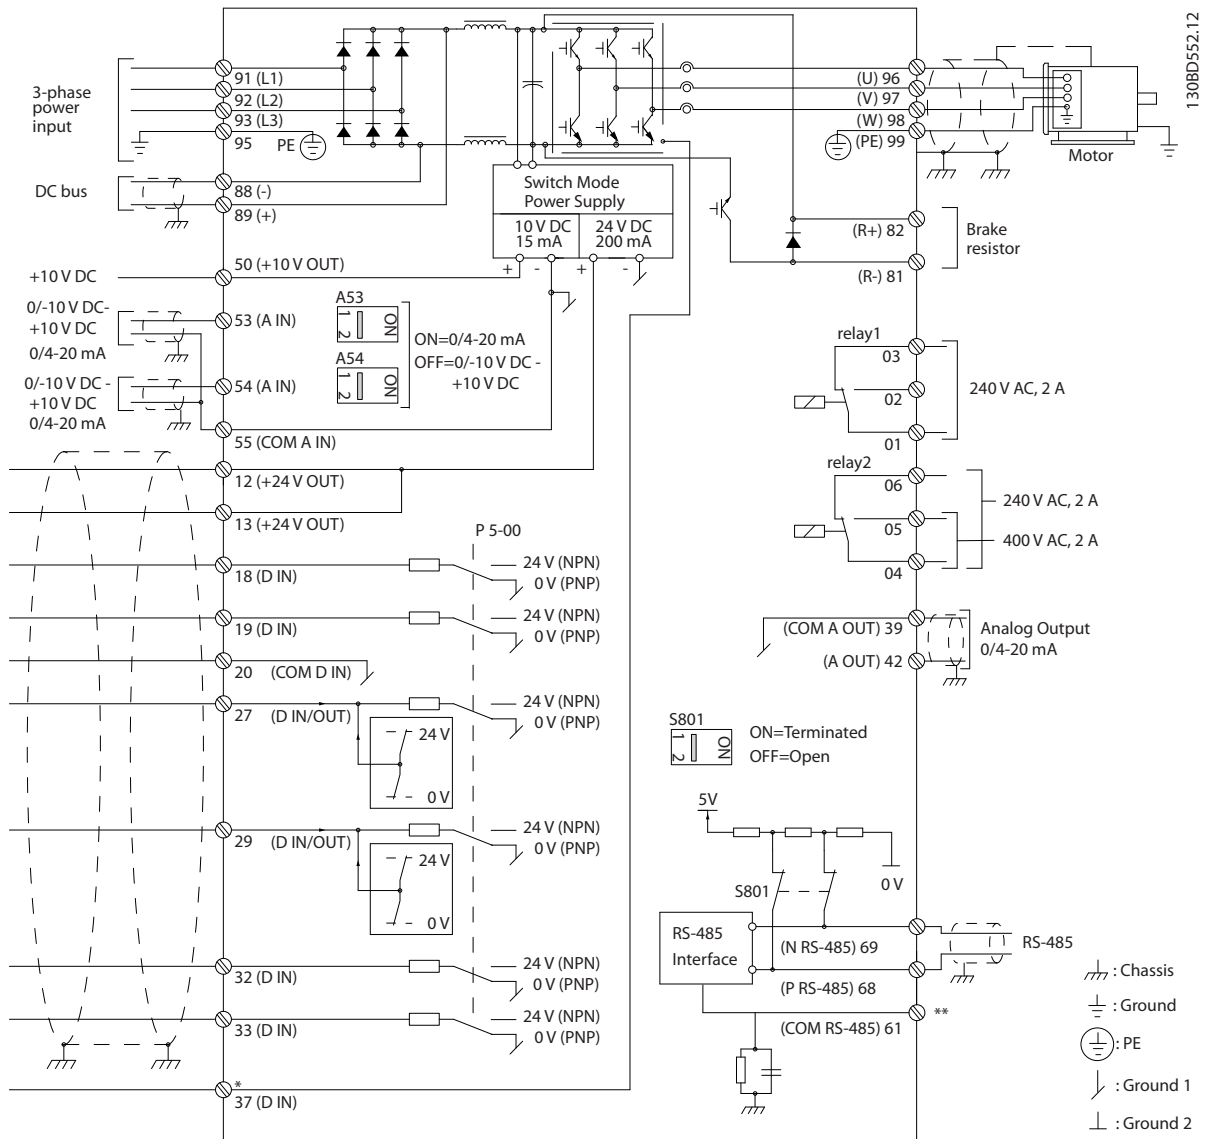 130BD552.12
3-phase
power
input
91 (L1)
92 (L2)
93 (L3)
95
PE
DC bus
88 (-)
89 (+)
Switch Mode
Power Supply
10 V DC
15 mA
24 V DC
200 mA
+
-
+
-
(U) 96
(V) 97
(W) 98
(PE) 99
Motor
(R+) 82
(R-) 81
Brake
resistor
+10 V DC
50 (+10 V OUT)
0/-10 V DC-
+10 V DC
0/4-20 mA
53 (A IN)
0/-10 V DC -
+10 V DC
0/4-20 mA
54 (A IN)
55 (COM A IN)
A53
1
2
ON
A54
1
2
ON
ON=0/4-20 mA
OFF=0/-10 V DC -
+10 V DC
relay1
03
02
01
240 V AC, 2 A
relay2
06
05
04
240 V AC, 2 A
400 V AC, 2 A
12 (+24 V OUT)
13 (+24 V OUT)
P 5-00
18 (D IN)
24 V (NPN)
0 V (PNP)
19 (D IN)
24 V (NPN)
0 V (PNP)
20 (COM D IN)
27 (D IN/OUT)
24 V (NPN)
0 V (PNP)
24 V
0 V
29 (D IN/OUT)
24 V (NPN)
0 V (PNP)
24 V
0 V
32 (D IN)
24 V (NPN)
0 V (PNP)
33 (D IN)
24 V (NPN)
0 V (PNP)
*
37 (D IN)
(COM A OUT) 39
(A OUT) 42
Analog Output
0/4-20 mA
S801
1
2
ON
ON=Terminated
OFF=Open
5V
0 V
S801
RS-485
Interface
(N RS-485) 69
(P RS-485) 68
(COM RS-485) 61
RS-485
**
: Chassis
: Ground
: PE
: Ground 1
: Ground 2